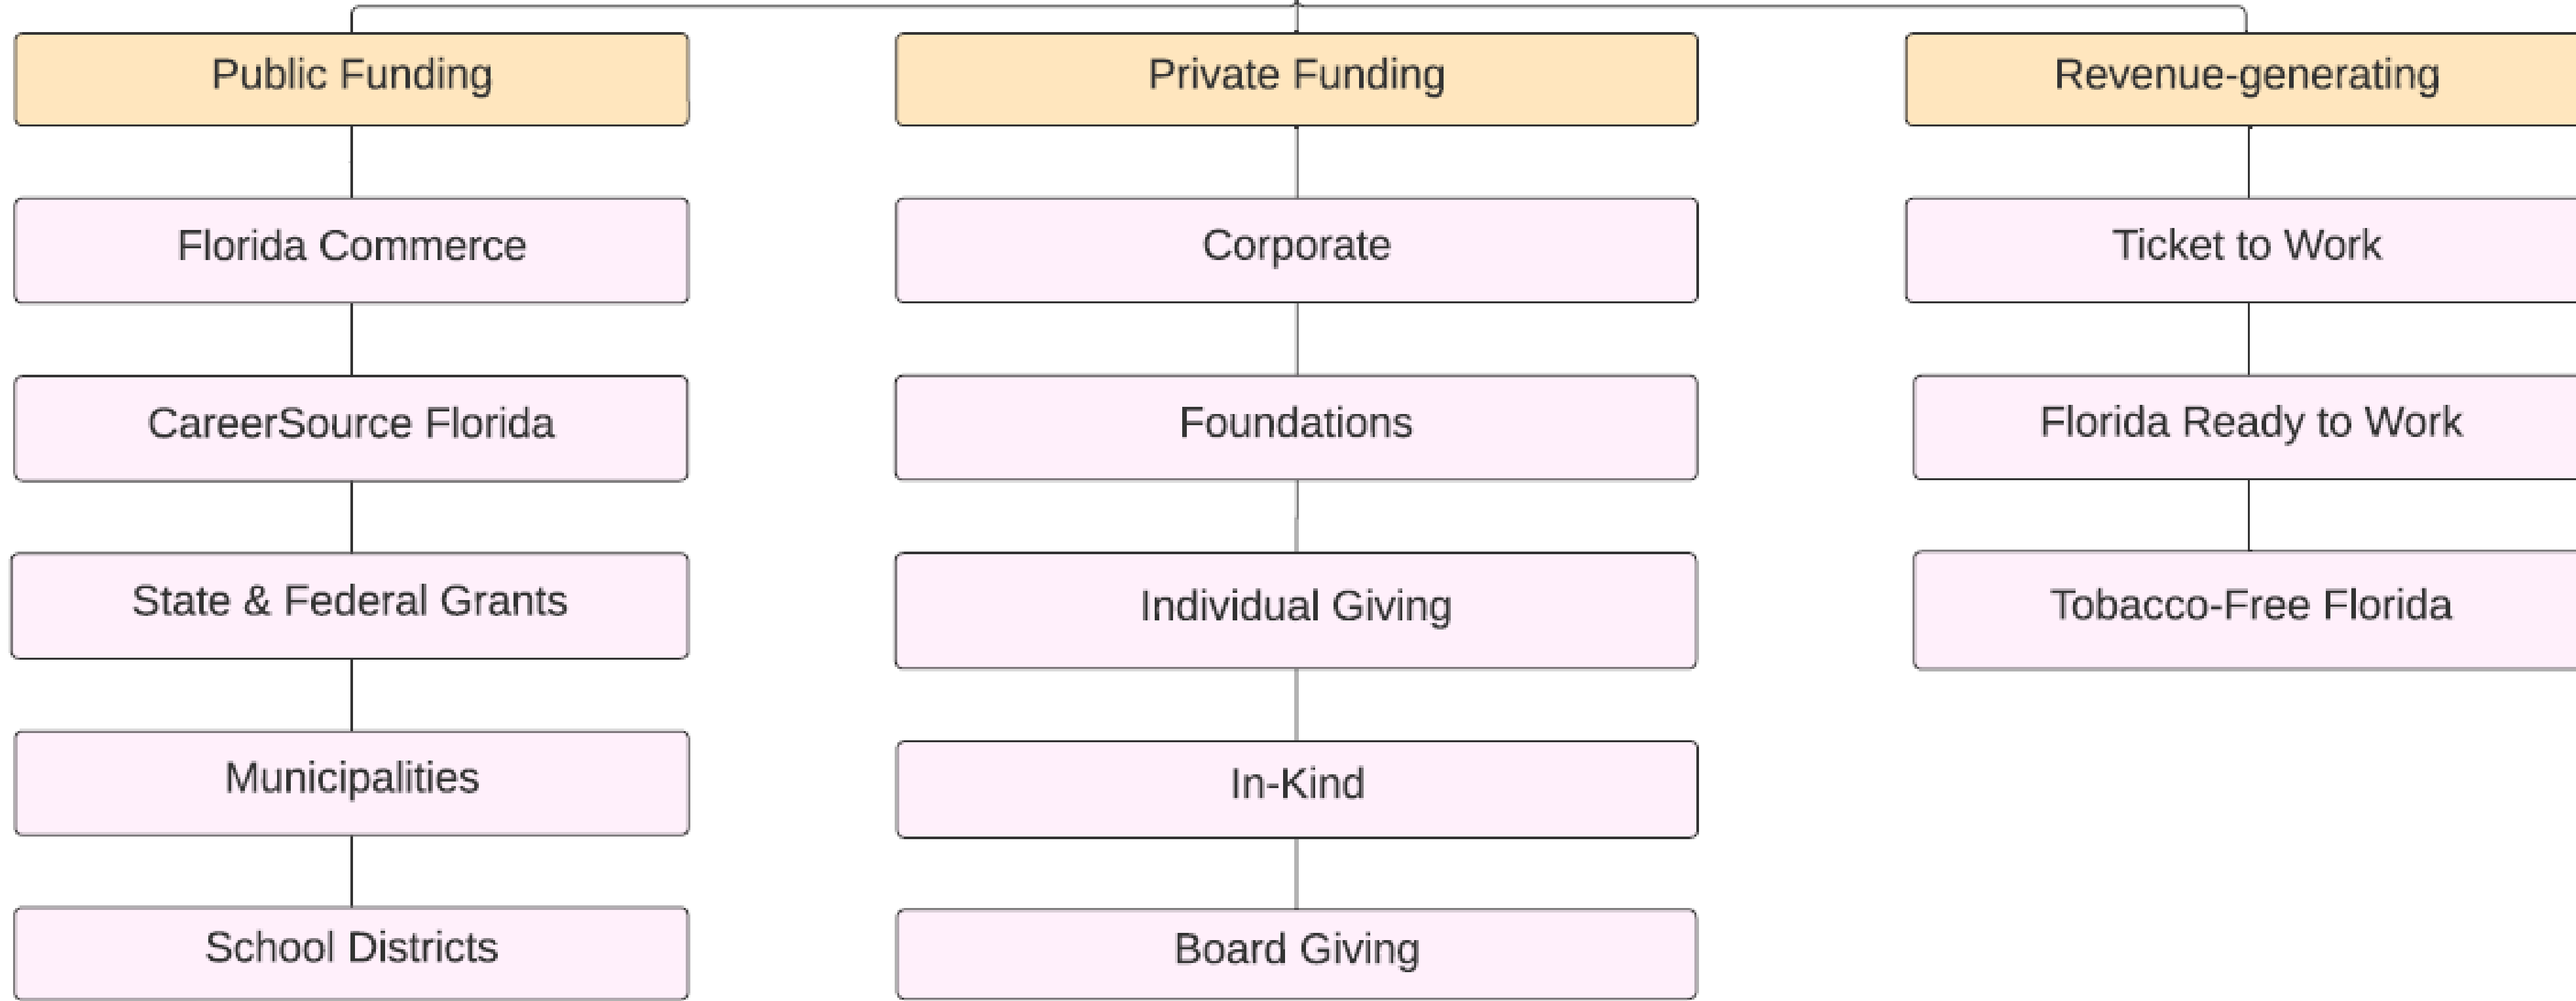 Public Funding
Private Funding
Revenue-generating
Florida Commerce
Corporate
Ticket to Work
CareerSource Florida
Foundations
Florida Ready to Work
State & Federal Grants
Individual Giving
Tobacco-Free Florida
Municipalities
In-Kind
School Districts
Board Giving